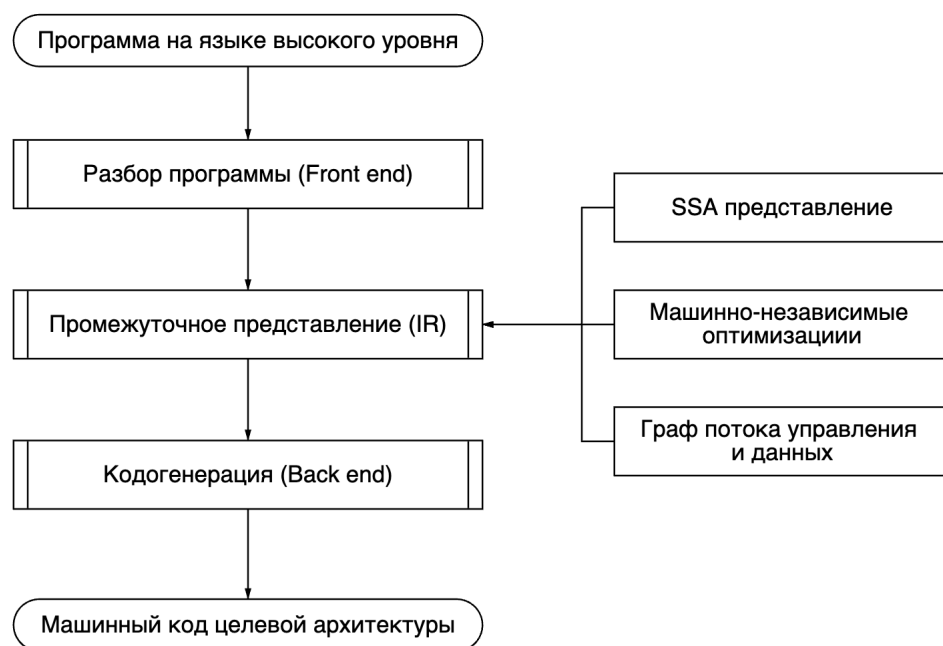 Программа на языке высокого уровня
Разбор программы (Front end)
SSA представление
Промежуточное представление (IR)
Машинно-независимые
оптимизациии
Граф потока управления
и данных
Кодогенерация (Back end)
Машинный код целевой архитектуры